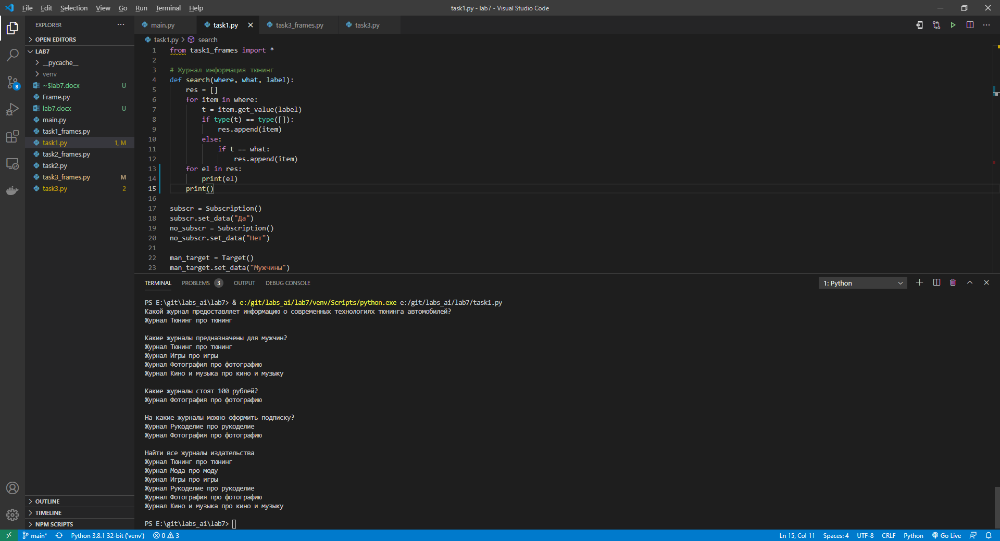 File Edit Selection View Go Run Terminal Help
task1.py - lab7 - Visual Studio Code
EXPLORER
OPEN EDITORS
LAB7
__pycache__
venv
~$lab7.docx U
Frame.py
lab7.docx U
main.py
task1_frames.py
task1.py 1, M
task2_frames.py
task2.py
task3_frames.py M
task3.py 2
OUTLINE
TIMELINE
NPM SCRIPTS
8
main.py task1.py task3_frames.py task3.py
task1.py > search
1 from task1_frames import *
2
3 # Журнал информация тюнинг
4 def search(where, what, label):
5 res = []
6 for item in where:
7 t = item.get_value(label)
8 if type(t) == type([]):
9 res.append(item)
10 else:
11 if t == what:
12 res.append(item)
13 for el in res:
14 print(el)
15 print()
16
17 subscr = Subscription()
18 subscr.set_data("Да")
19 no_subscr = Subscription()
20 no_subscr.set_data("Нет")
21
22 man_target = Target()
23 man_target.set_data("Мужчины")
TERMINAL PROBLEMS 3 OUTPUT DEBUG CONSOLE
1: Python
PS E:\git\labs_ai\lab7> & e:/git/labs_ai/lab7/venv/Scripts/python.exe e:/git/labs_ai/lab7/task1.py
Какой журнал предоставляет информацию о современных технологиях тюнинга автомобилей?
Журнал Тюнинг про тюнинг
Какие журналы предназначены для мужчин?
Журнал Тюнинг про тюнинг
Журнал Игры про игры
Журнал Фотография про фотографию
Журнал Кино и музыка про кино и музыку
Какие журналы стоят 100 рублей?
Журнал Фотография про фотографию
На какие журналы можно оформить подписку?
Журнал Рукоделие про рукоделие
Журнал Фотография про фотографию
Найти все журналы издательства
Журнал Тюнинг про тюнинг
Журнал Мода про моду
Журнал Игры про игры
Журнал Рукоделие про рукоделие
Журнал Фотография про фотографию
Журнал Кино и музыка про кино и музыку
PS E:\git\labs_ai\lab7>
main* Python 3.8.1 32-bit ('venv') 0 3
Ln 15, Col 11 Spaces: 4 UTF-8 CRLF Python Go Live